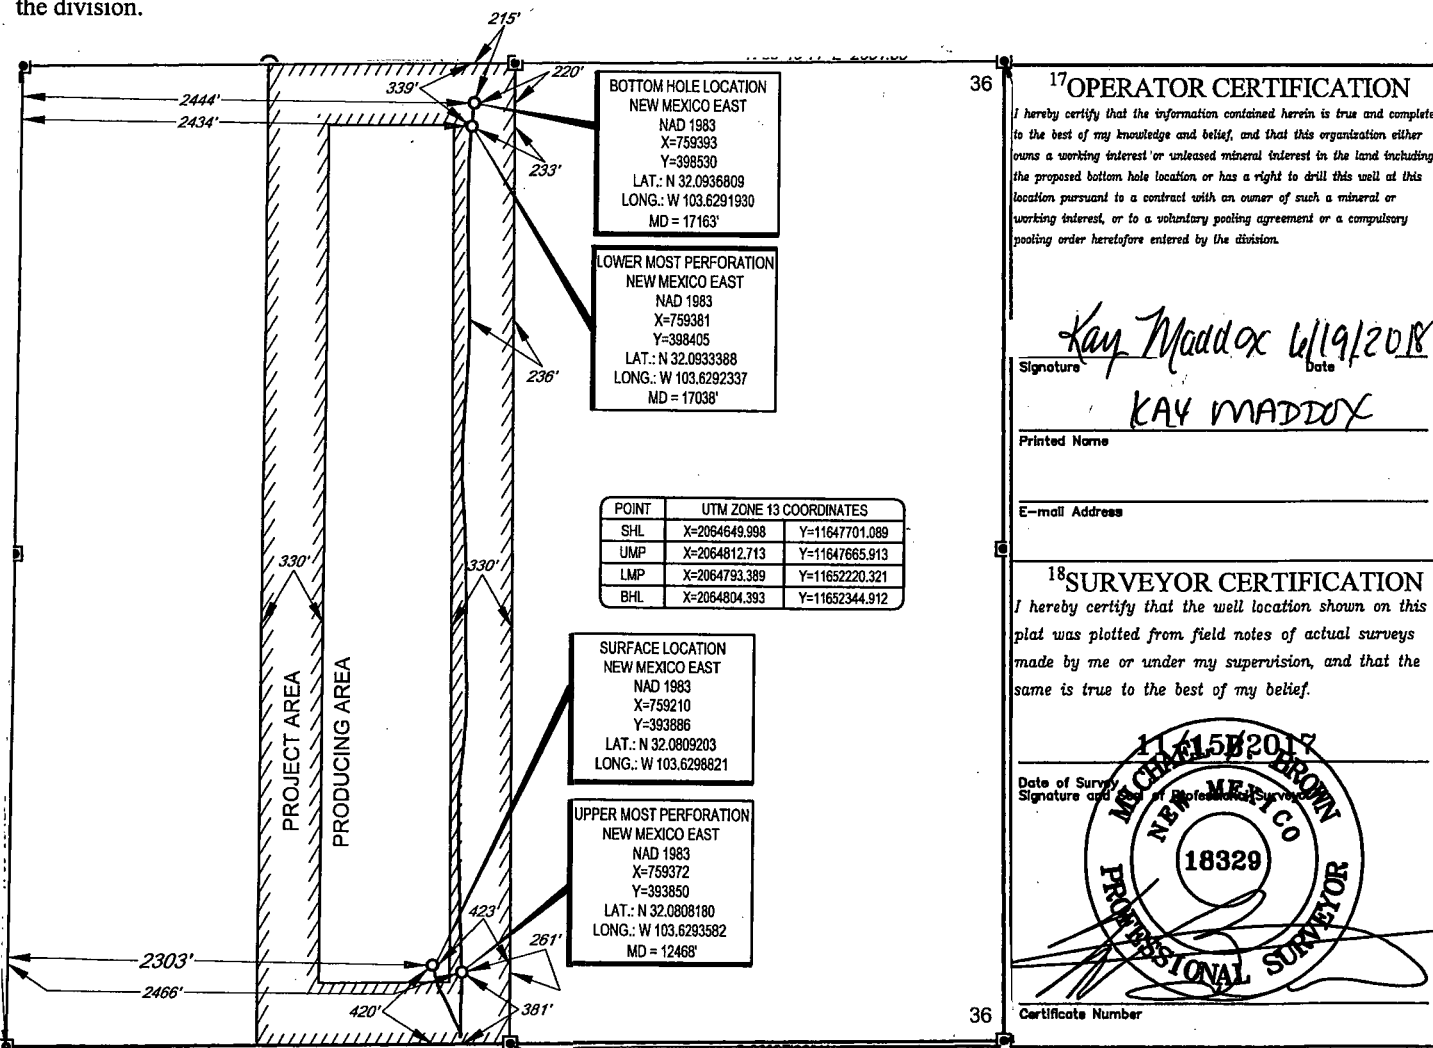 the division.
215'
220'
339'
2444'
2434'
233'
236'
36
BOTTOM HOLE LOCATION
NEW MEXICO EAST
NAD 1983
X=759393
Y=398530
LAT.: N 32.0936809
LONG.: W 103.6291930
MD = 17163'
LOWER MOST PERFORATION
NEW MEXICO EAST
NAD 1983
X=759381
Y=398405
LAT.: N 32.0933388
LONG.: W 103.6292337
MD = 17038'
POINT UTM ZONE 13 COORDINATES
SHL X=2064649.998 Y=11647701.089
UMP X=2064812.713 Y=11647665.913
LMP X=2064793.389 Y=11652220.321
BHL X=2064804.393 Y=11652344.912
330'
330'
PROJECT AREA
PRODUCING AREA
SURFACE LOCATION
NEW MEXICO EAST
NAD 1983
X=759210
Y=393886
LAT.: N 32.0809203
LONG.: W 103.6298821
UPPER MOST PERFORATION
NEW MEXICO EAST
NAD 1983
X=759372
Y=393850
LAT.: N 32.0808180
LONG.: W 103.6293582
MD = 12468'
423'
261'
2303'
2466'
420'
381'
36
17 OPERATOR CERTIFICATION
I hereby certify that the information contained herein is true and complete
to the best of my knowledge and belief, and that this organization either
owns a working interest or unleased mineral interest in the land including
the proposed bottom hole location or has a right to drill this well at this
location pursuant to a contract with an owner of such a mineral or
working interest, or to a voluntary pooling agreement or a compulsory
pooling order heretofore entered by the division.
Kay Maddox 6/19/2018
Signature Date
KAY MADDOX
Printed Name
E-mail Address
18 SURVEYOR CERTIFICATION
I hereby certify that the well location shown on this
plat was plotted from field notes of actual surveys
made by me or under my supervision, and that the
same is true to the best of my belief.
11/15/2017
Date of Survey
Signature and Seal of Professional Surveyor
MICHAEL BROWN
NEW MEXICO
18329
PROFESSIONAL SURVEYOR
Certificate Number